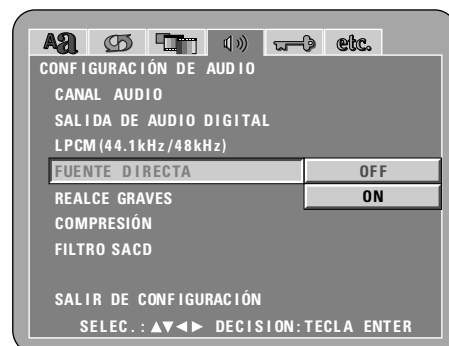 Aa etc.
CONFIGURACIÓN DE AUDIO
CANAL AUDIO
SALIDA DE AUDIO DIGITAL
LPCM (44.1kHz/48kHz)
FUENTE DIRECTA OFF
REALCE GRAVES ON
COMPRESIÓN
FILTRO SACD
SALIR DE CONFIGURACIÓN
SELEC.: ▲▼◄► DECISION: TECLA ENTER